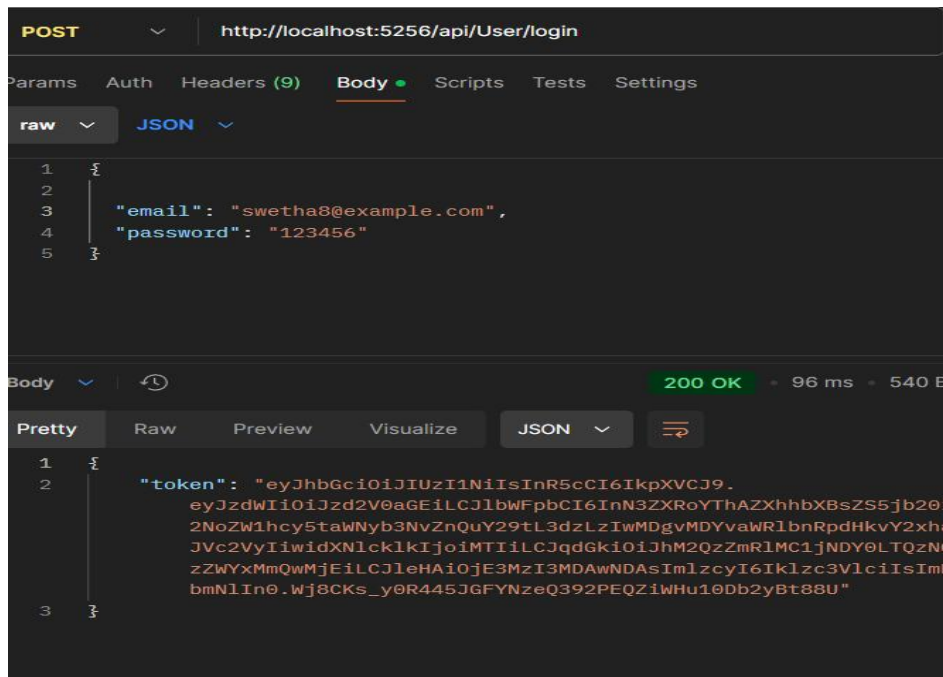 POST http://localhost:5256/api/User/login
Params Auth Headers (9) Body Scripts Tests Settings
raw JSON
1 {
2
3 "email": "swetha8@example.com",
4 "password": "123456"
5 }
Body 200 OK 96 ms 540
Pretty Raw Preview Visualize JSON
1 {
2 "token": "eyJhbGciOiJIUzI1NiIsInR5cCI6IkpXVCJ9.
eyJzdWIiOiJzd2V0aGEiLCJlbWFpbCI6InN3ZXRoYThAZXhhbXBsZS5jb20
2NoZW1hcy5taWNyb3NvZnQuY29tL3dzLzIwMDgvMDYvaWRlbnRpdHkvY2xh
JVc2VyIiwidXNlcklkIjoiMTIiLCJqdGkiOiJhM2QzZmRlMC1jNDY0LTQzN
zZWYxMmQwMjEiLCJleHAiOjE3MzI3MDAwNDAsImlzcyI6Iklzc3VlciIsIm
bmNlIn0.Wj8CKs_y0R445JGFYNzeQ392PEQZiWHu10Db2yBt88U"
3 }